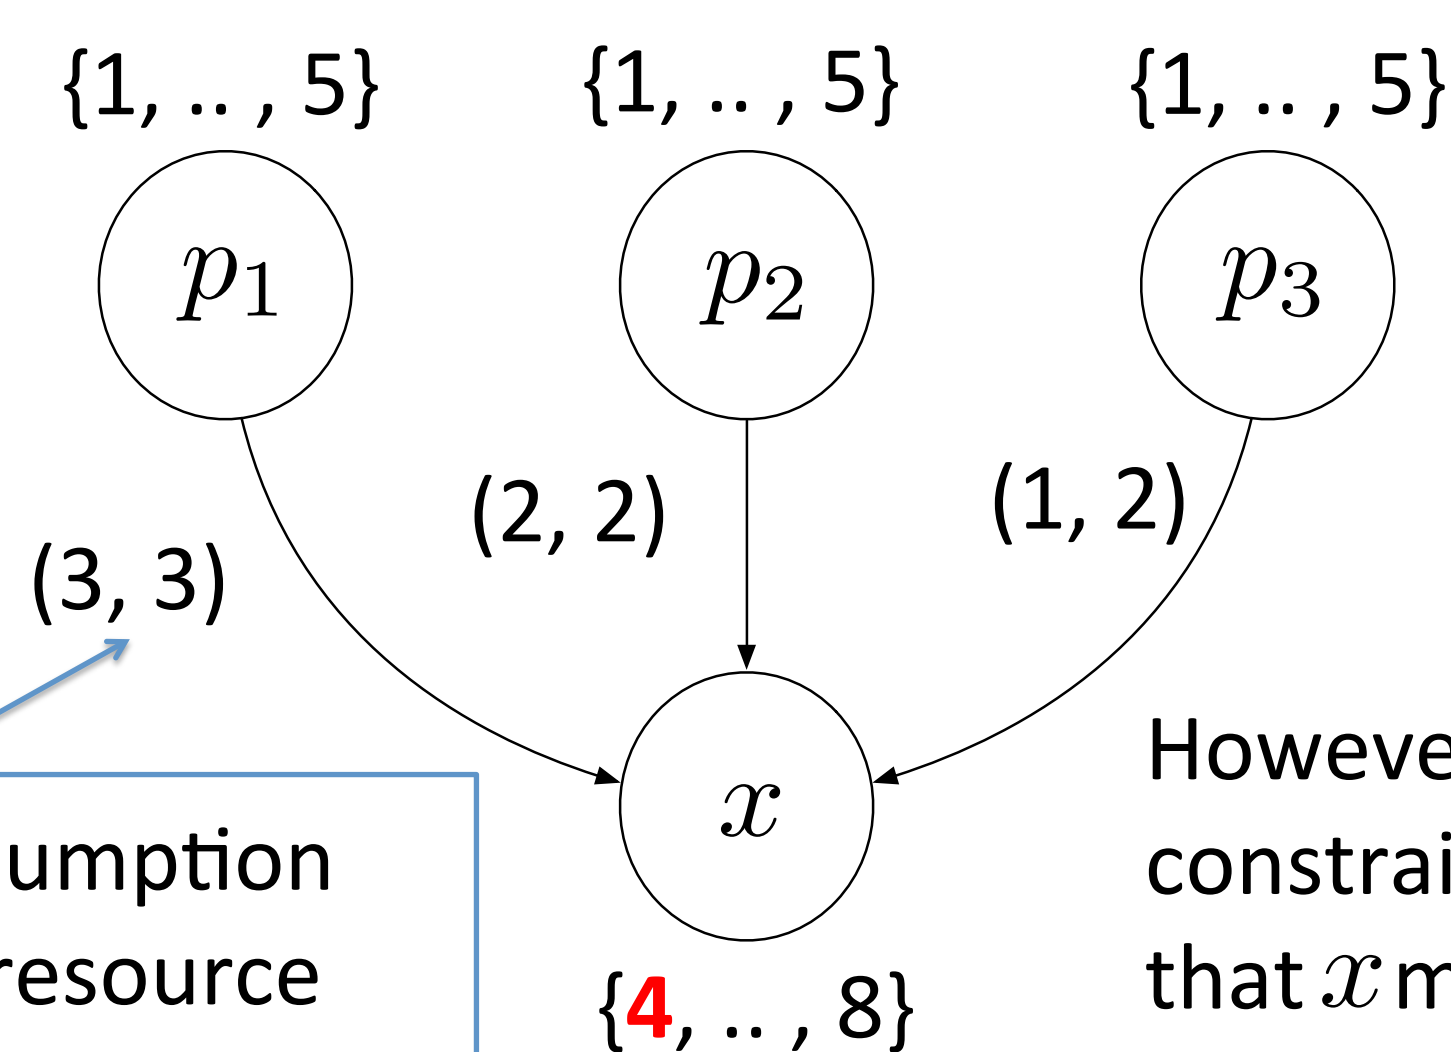 {1, .. , 5} {1, .. , 5} {1, .. , 5}
p1 p2 p3
(3, 3) (2, 2) (1, 2)
x
{4, .. , 8}
umption
resource
Howeve
constrai
that x m